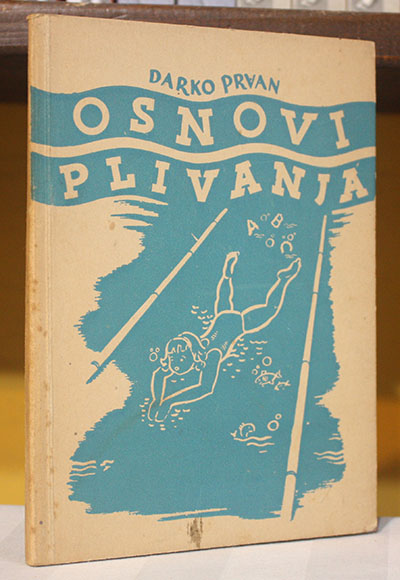 DARKO PRVAN
OSNOVI
PLIVANJA
A B C